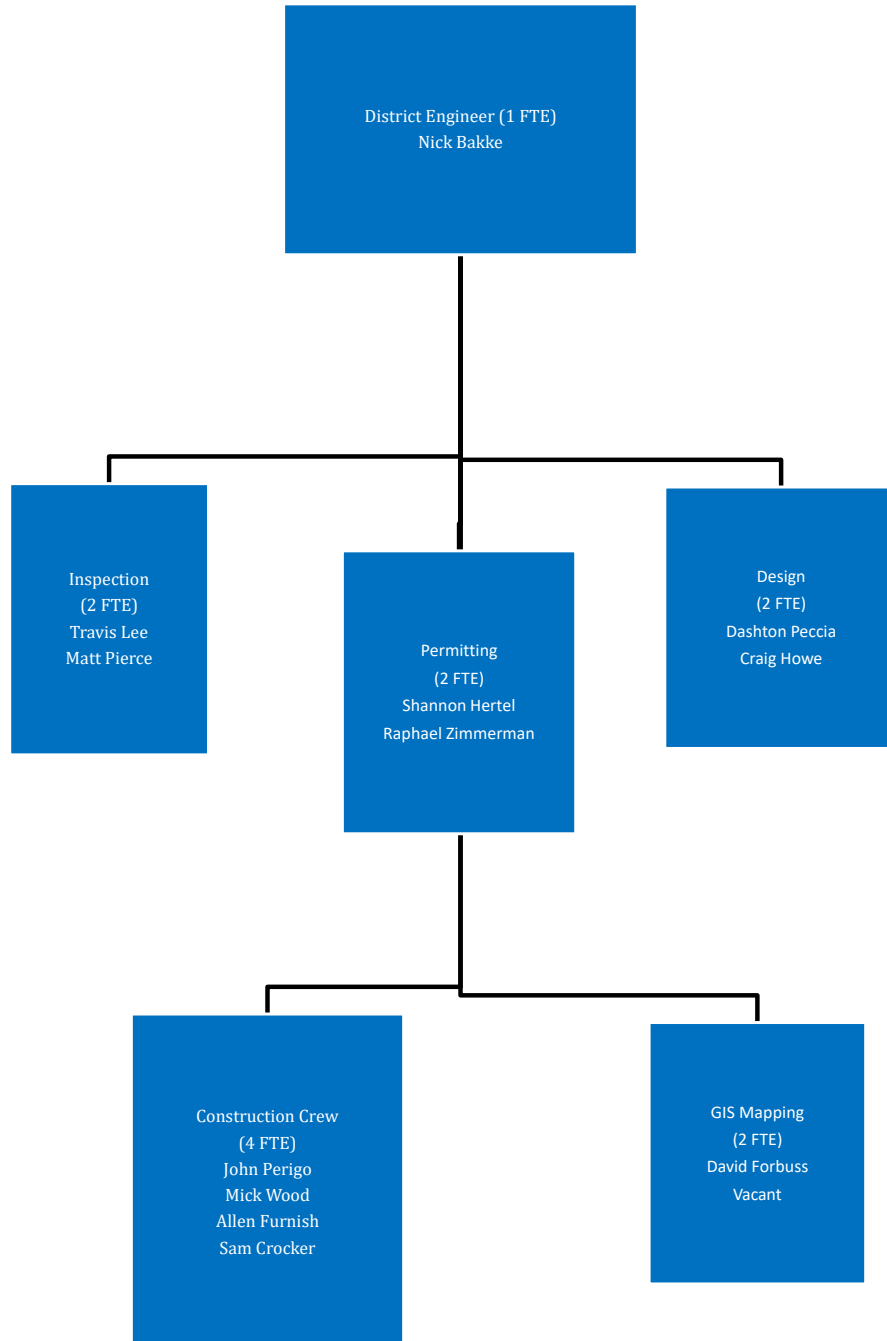 District Engineer (1 FTE)
Nick Bakke
Inspection
(2 FTE)
Travis Lee
Matt Pierce
Permitting
(2 FTE)
Shannon Hertel
Raphael Zimmerman
Design
(2 FTE)
Dashton Peccia
Craig Howe
Construction Crew
(4 FTE)
John Perigo
Mick Wood
Allen Furnish
Sam Crocker
GIS Mapping
(2 FTE)
David Forbuss
Vacant